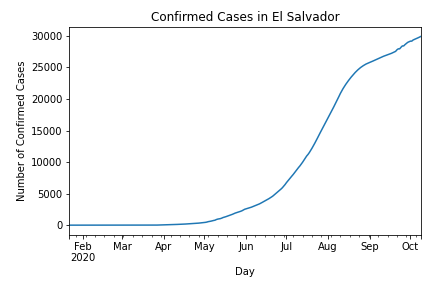 Confirmed Cases in El Salvador
Number of Confirmed Cases
30000
25000
20000
15000
10000
5000
0
Feb Mar Apr May Jun Jul Aug Sep Oct
2020
Day